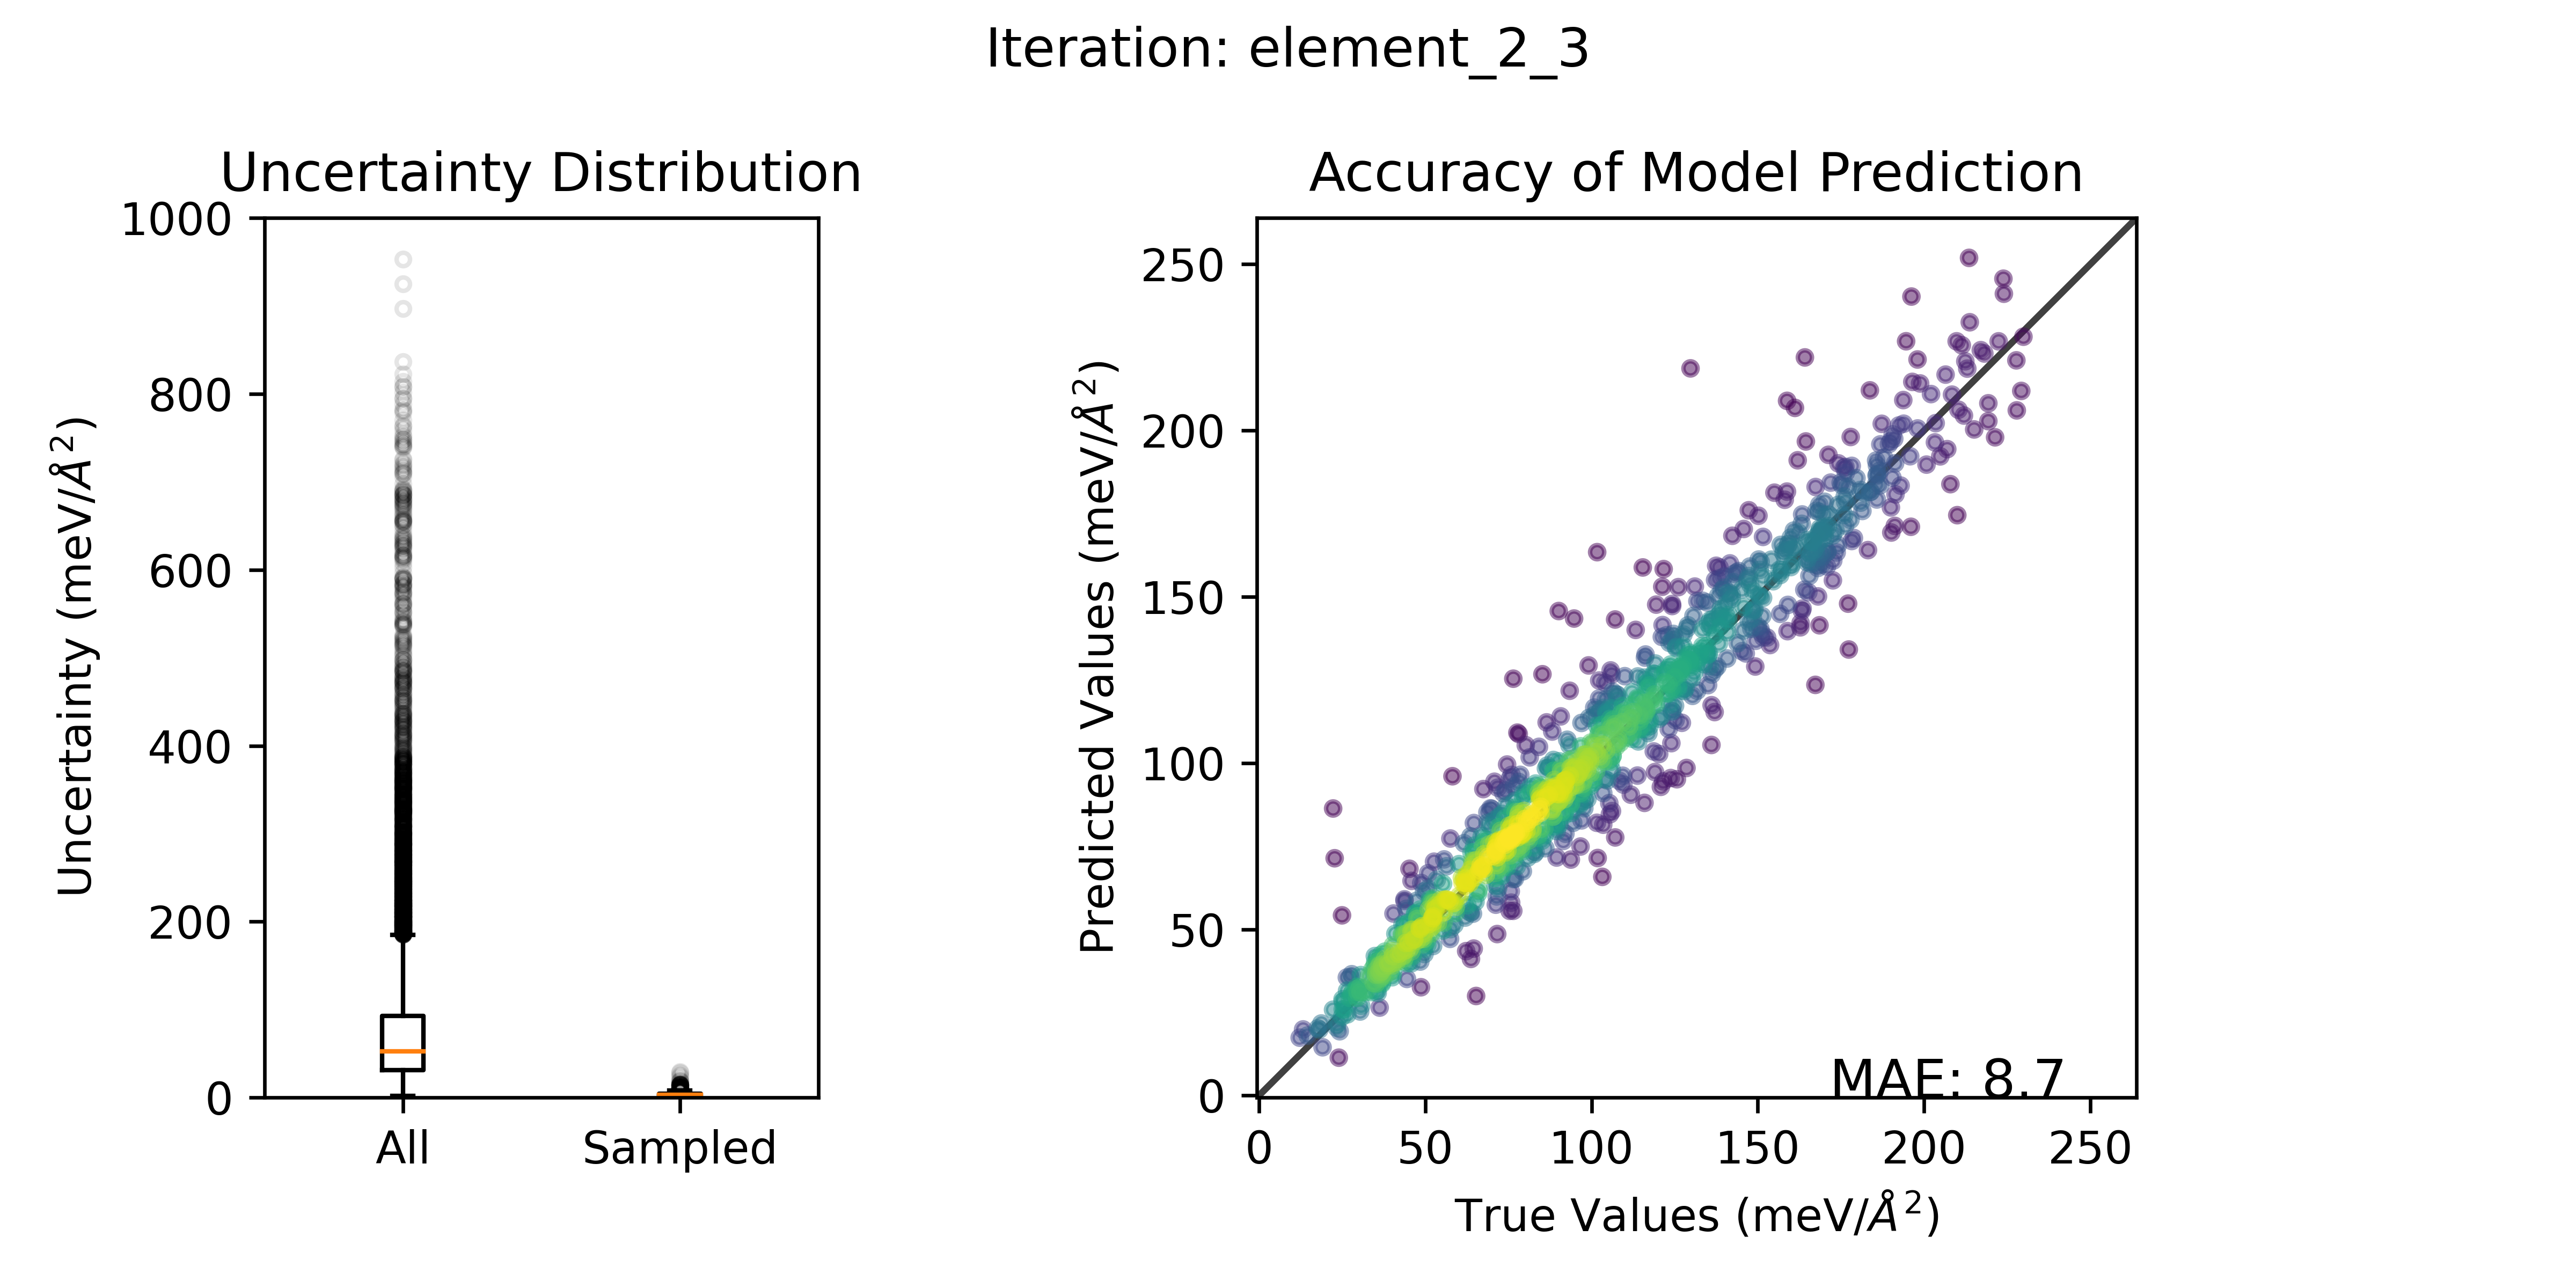 Iteration: element_2_3
Uncertainty Distribution
Uncertainty (meV/Å²)
1000
800
600
400
200
0
All Sampled
Accuracy of Model Prediction
Predicted Values (meV/Å²)
250
200
150
100
50
0
MAE: 8.7
0 50 100 150 200 250
True Values (meV/Å²)